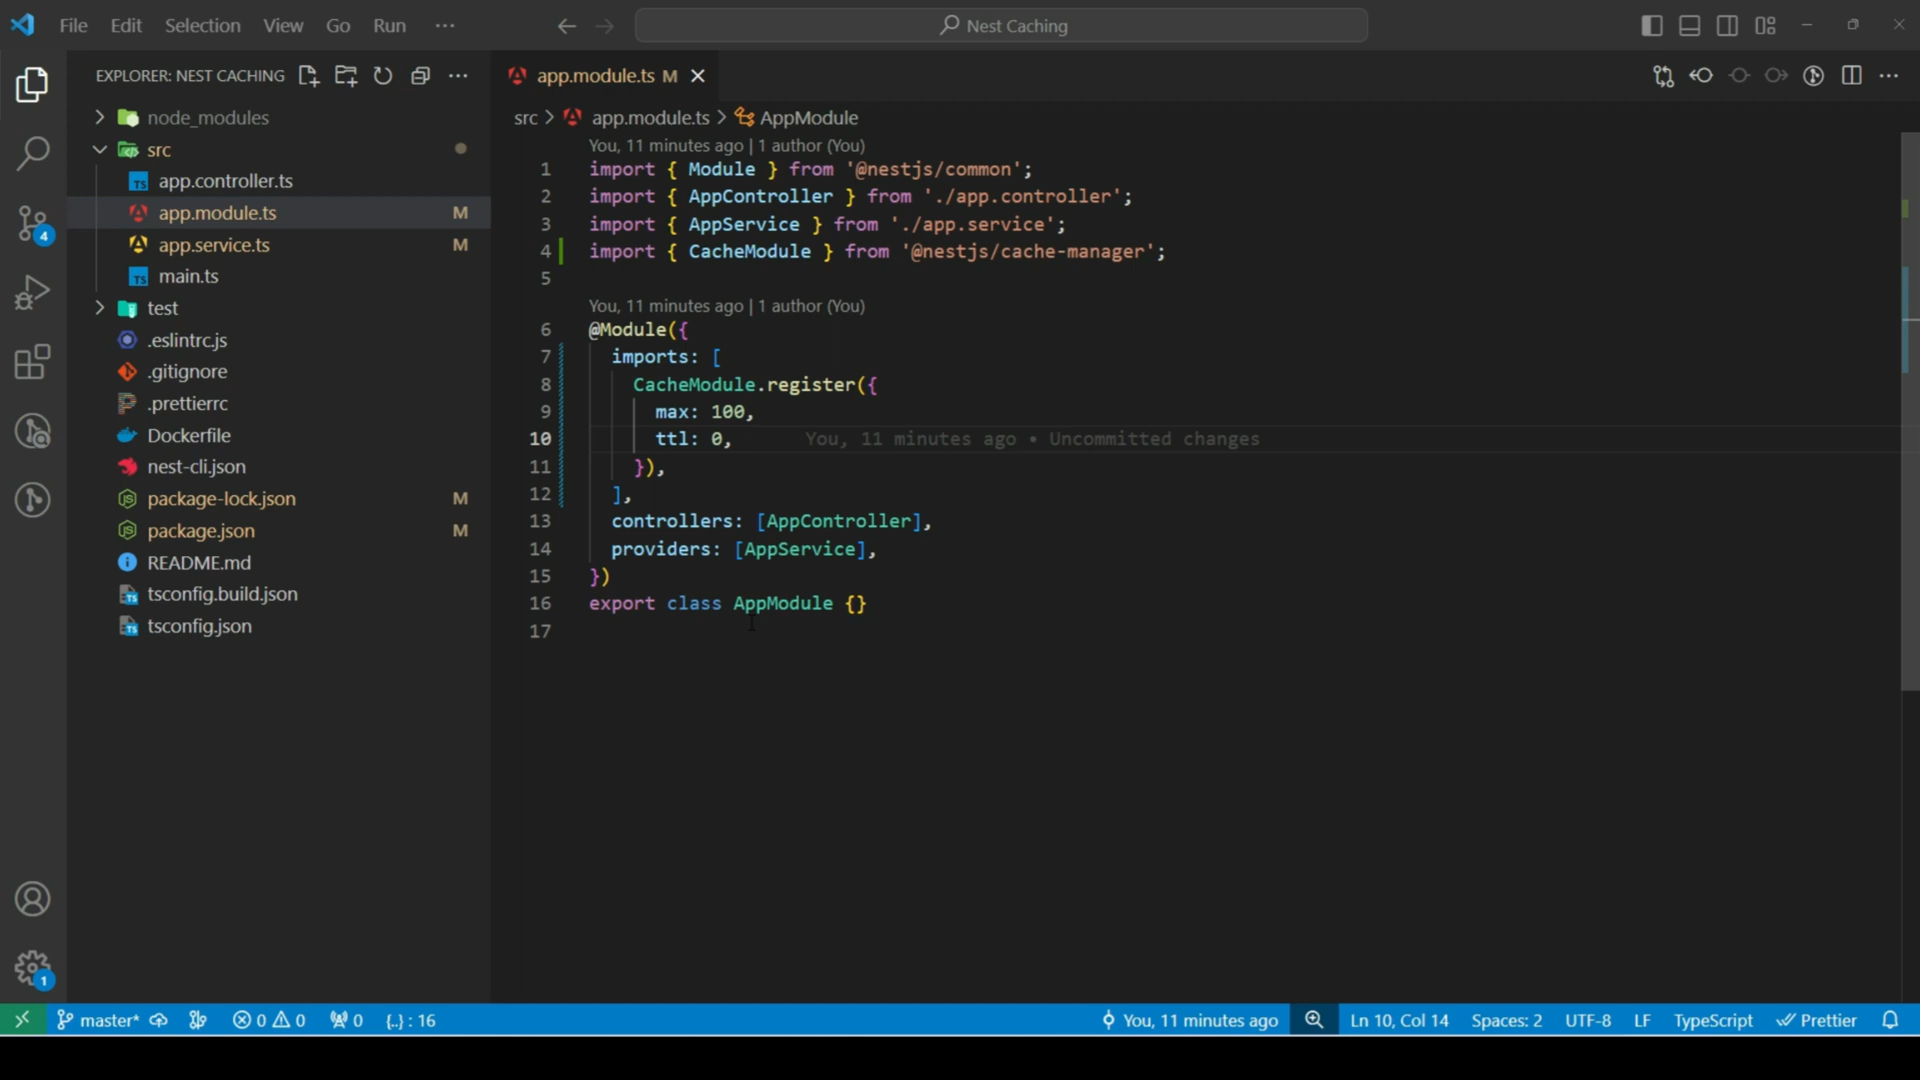 File Edit Selection View Go Run ···
Nest Caching
EXPLORER: NEST CACHING
node_modules
src
app.controller.ts
app.module.ts M
app.service.ts M
main.ts
test
.eslintrc.js
.gitignore
.prettierrc
Dockerfile
nest-cli.json
package-lock.json M
package.json M
README.md
tsconfig.build.json
tsconfig.json
4
1
app.module.ts M
src > app.module.ts > AppModule
You, 11 minutes ago | 1 author (You)
1 import { Module } from '@nestjs/common';
2 import { AppController } from './app.controller';
3 import { AppService } from './app.service';
4 import { CacheModule } from '@nestjs/cache-manager';
5
You, 11 minutes ago | 1 author (You)
6 @Module({
7 imports: [
8 CacheModule.register({
9 max: 100,
10 ttl: 0, You, 11 minutes ago • Uncommitted changes
11 }),
12 ],
13 controllers: [AppController],
14 providers: [AppService],
15 })
16 export class AppModule {}
17
master* 0 0 0 {..} : 16 You, 11 minutes ago Ln 10, Col 14 Spaces: 2 UTF-8 LF TypeScript Prettier